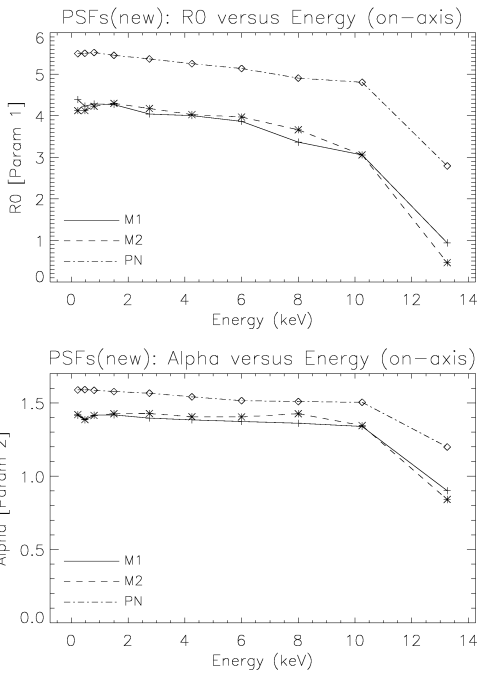 PSFs(new): R0 versus Energy (on-axis)
6
5
4
3
2
1
0
R0 [Param 1]
M1
M2
PN
0 2 4 6 8 10 12 14
Energy (keV)
PSFs(new): Alpha versus Energy (on-axis)
1.5
1.0
0.5
0.0
Alpha [Param 2]
M1
M2
PN
0 2 4 6 8 10 12 14
Energy (keV)